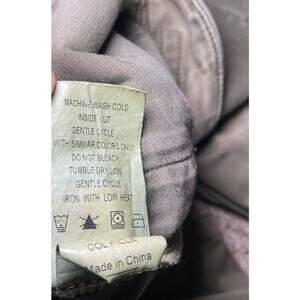 MACHINE WASH COLD
INSIDE OUT
GENTLE CYCLE
WITH SIMILAR COLORS ONLY
DO NOT BLEACH
TUMBLE DRY LOW
GENTLE CYCLE
IRON WITH LOW HEAT
Made in China